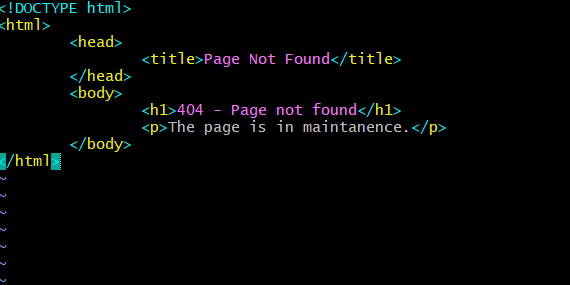 <!DOCTYPE html>
<html>
<head>
<title>Page Not Found</title>
</head>
<body>
<h1>404 - Page not found</h1>
<p>The page is in maintanence.</p>
</body>
</html>
~
~
~
~
~
~
~